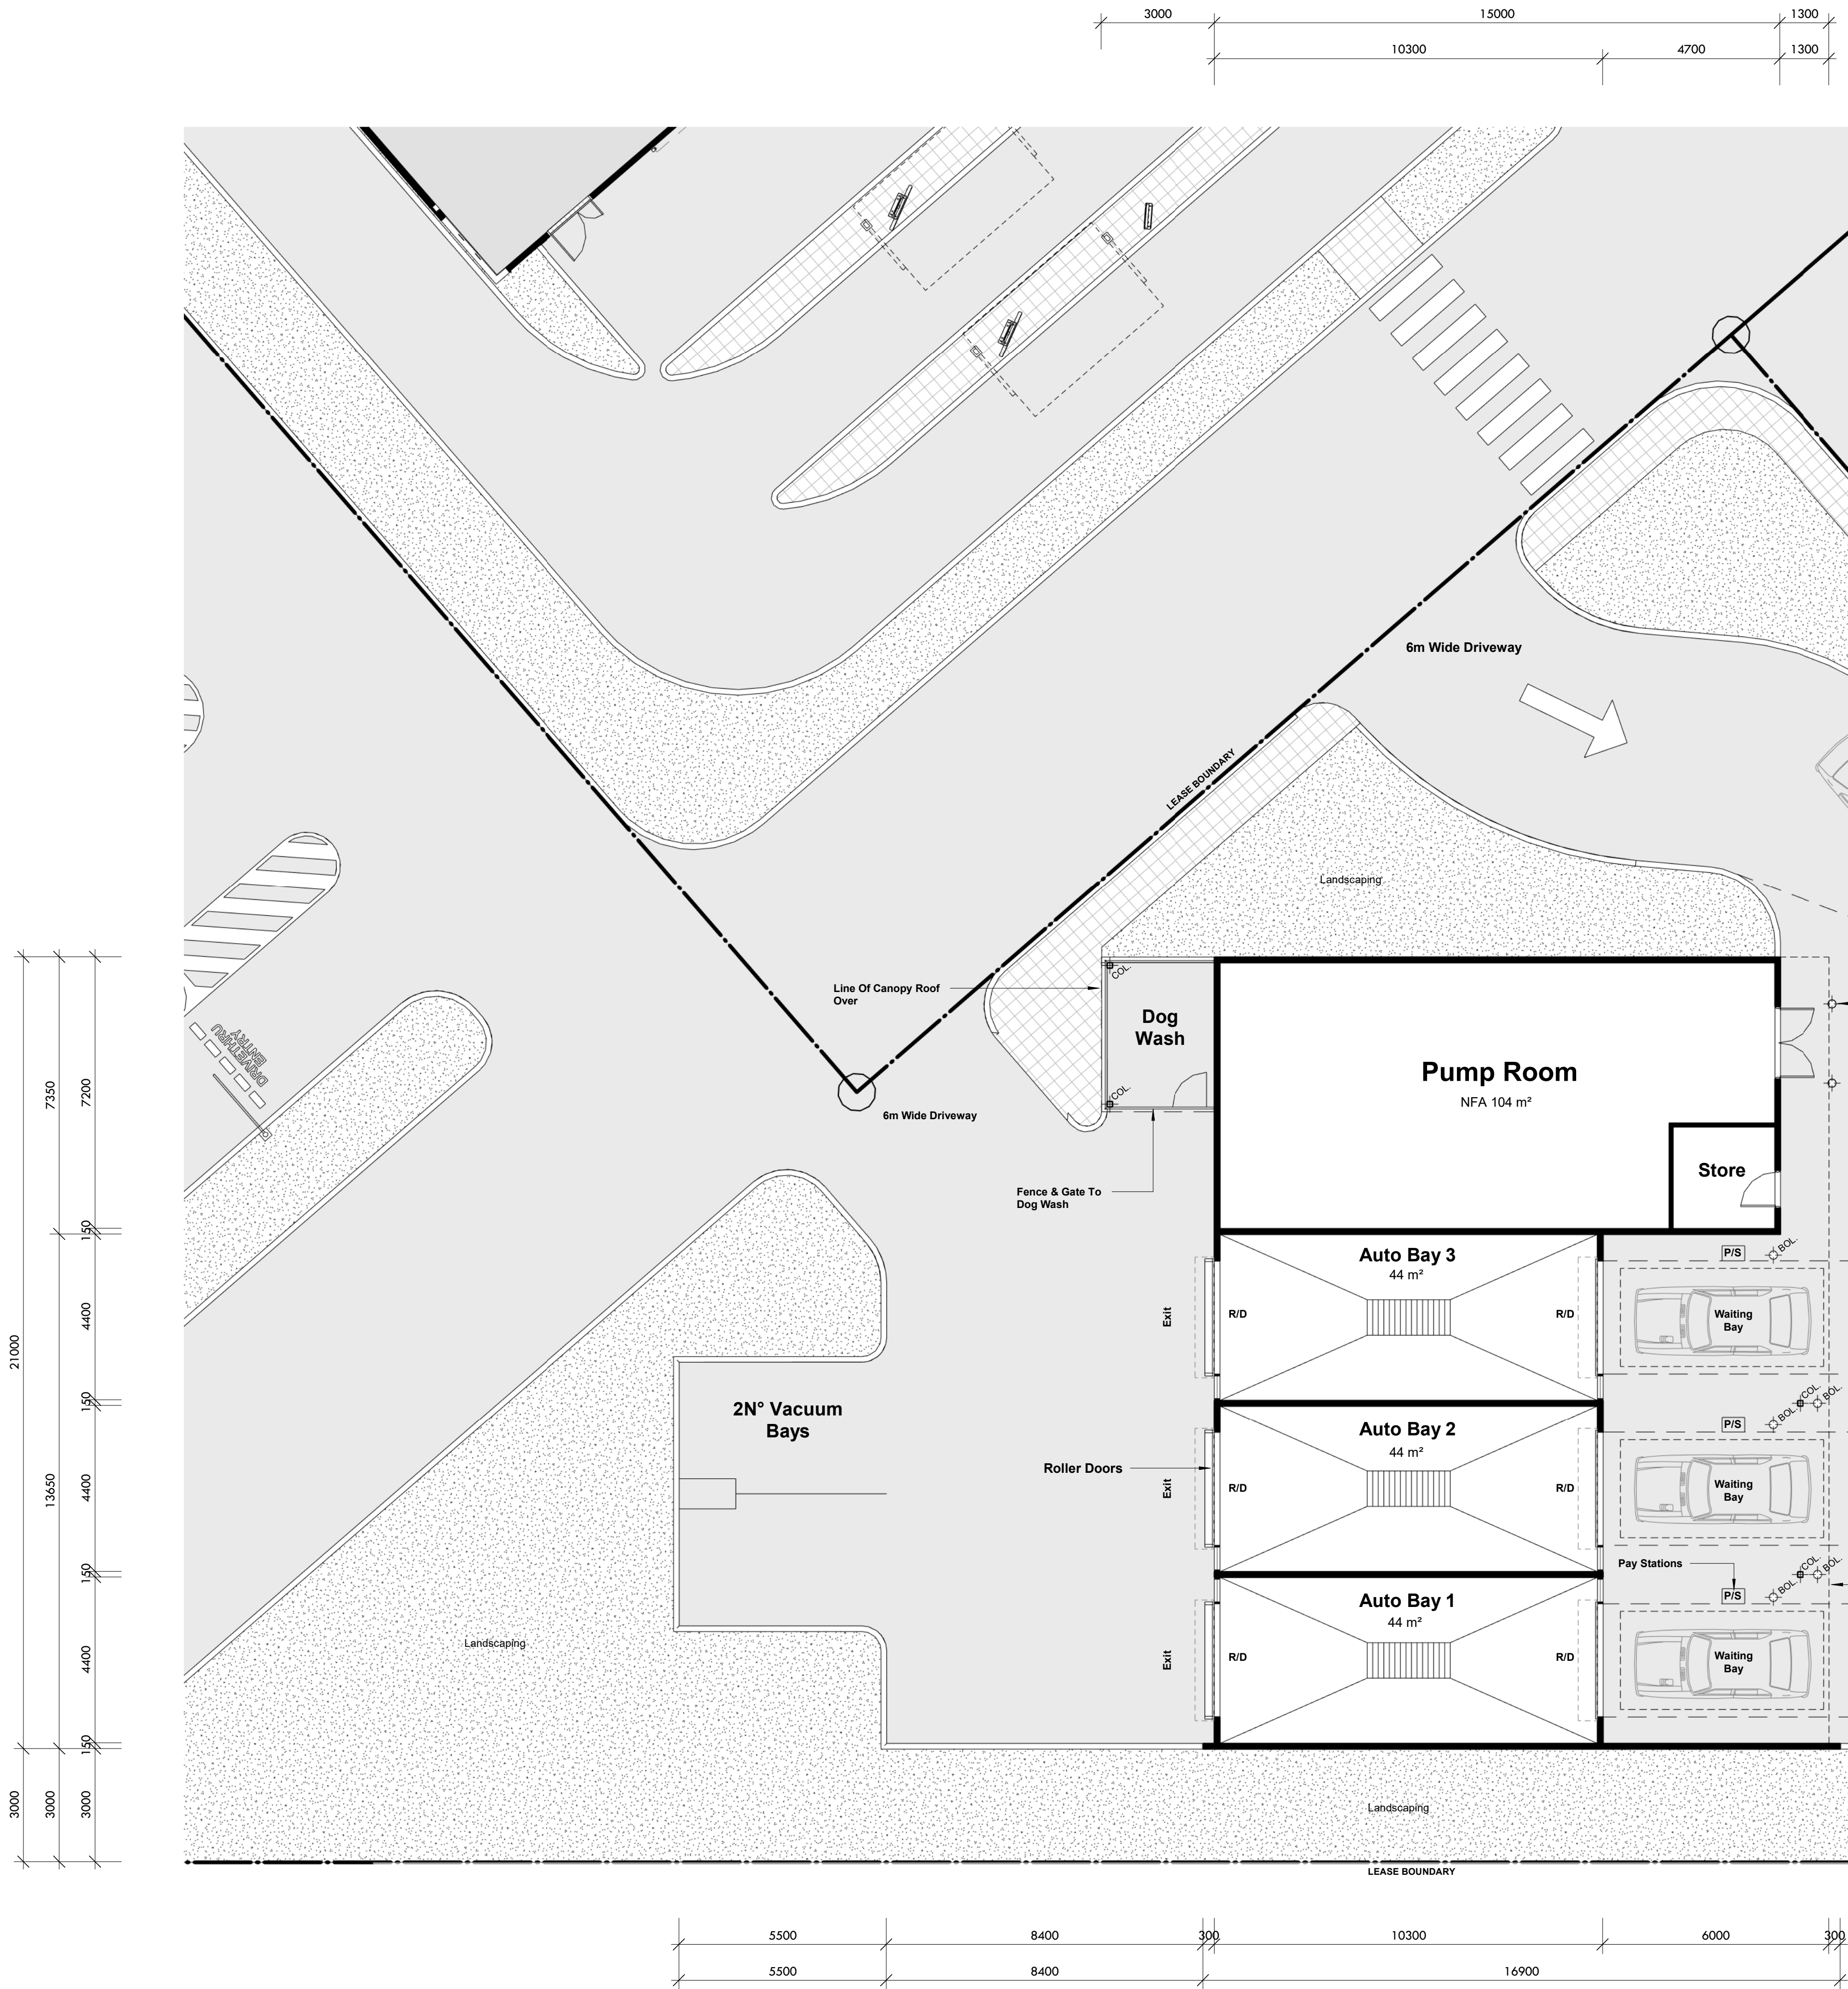 3000
15000
1300
10300
4700
1300
6m Wide Driveway
LEASE BOUNDARY
Landscaping
Line Of Canopy Roof
Over
COL.
Dog
Wash
COL.
DRIVETHRU
ENTRY
6m Wide Driveway
Pump Room
NFA 104 m²
Store
Fence & Gate To
Dog Wash
P/S
BOL.
Auto Bay 3
44 m²
Exit
R/D
R/D
Waiting
Bay
COL.
BOL.
P/S
BOL.
2N° Vacuum
Bays
Auto Bay 2
44 m²
Roller Doors
Exit
R/D
R/D
Waiting
Bay
Pay Stations
COL.
BOL.
P/S
BOL.
Auto Bay 1
44 m²
Landscaping
Exit
R/D
R/D
Waiting
Bay
Landscaping
LEASE BOUNDARY
21000
3000
7350
13650
3000
7200
150
4400
150
4400
150
4400
150
3000
5500
8400
300
10300
6000
300
5500
8400
16900